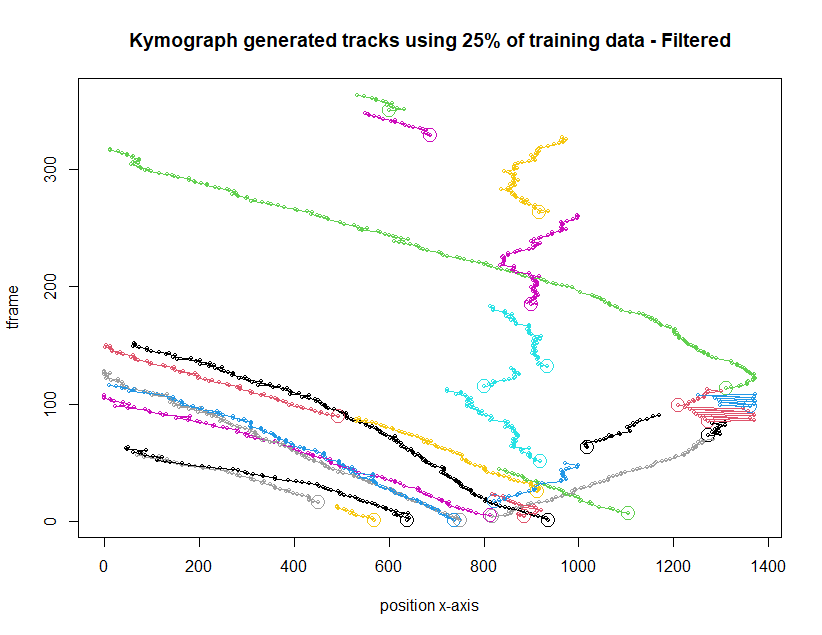 Kymograph generated tracks using 25% of training data - Filtered
300
200
100
0
tframe
0 200 400 600 800 1000 1200 1400
position x-axis